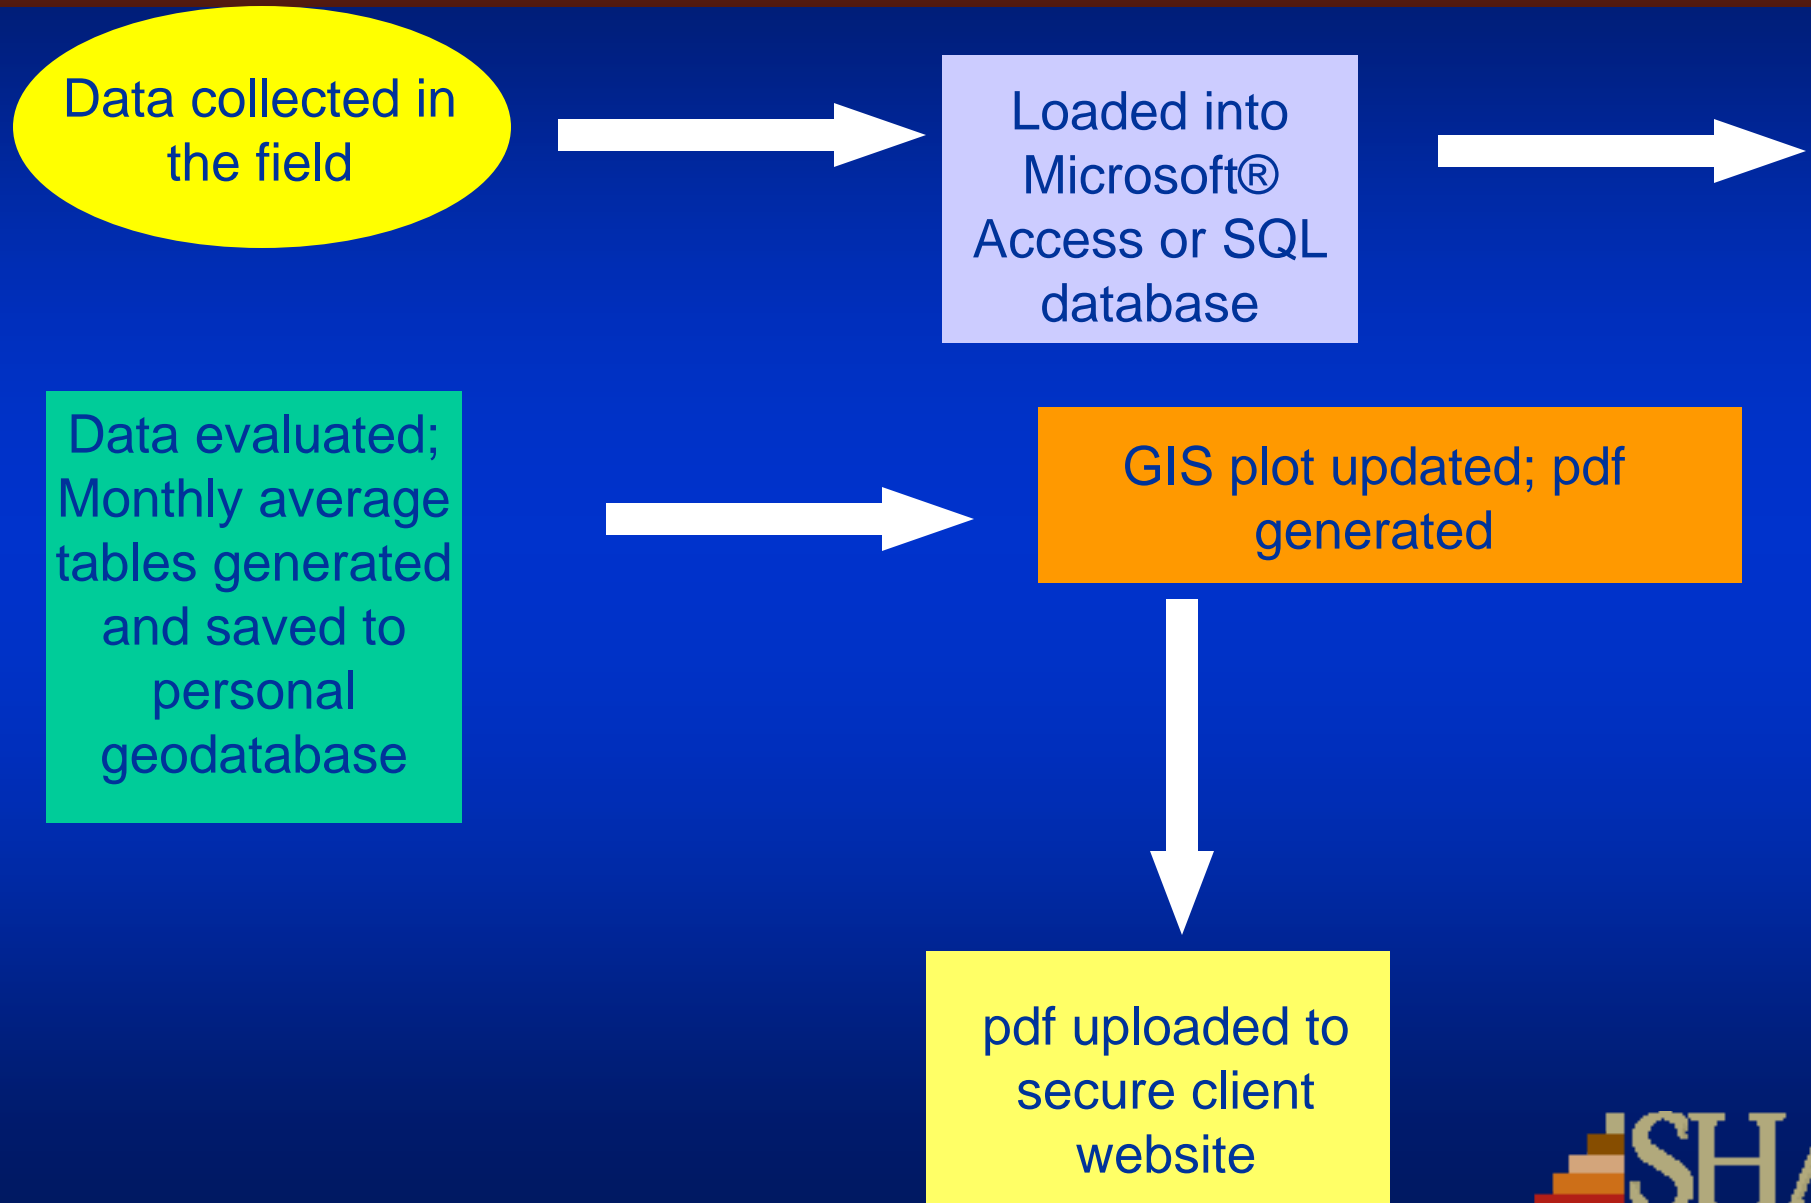 Data collected in
the field
Loaded into
Microsoft®
Access or SQL
database
Data evaluated;
Monthly average
tables generated
and saved to
personal
geodatabase
GIS plot updated; pdf
generated
pdf uploaded to
secure client
website